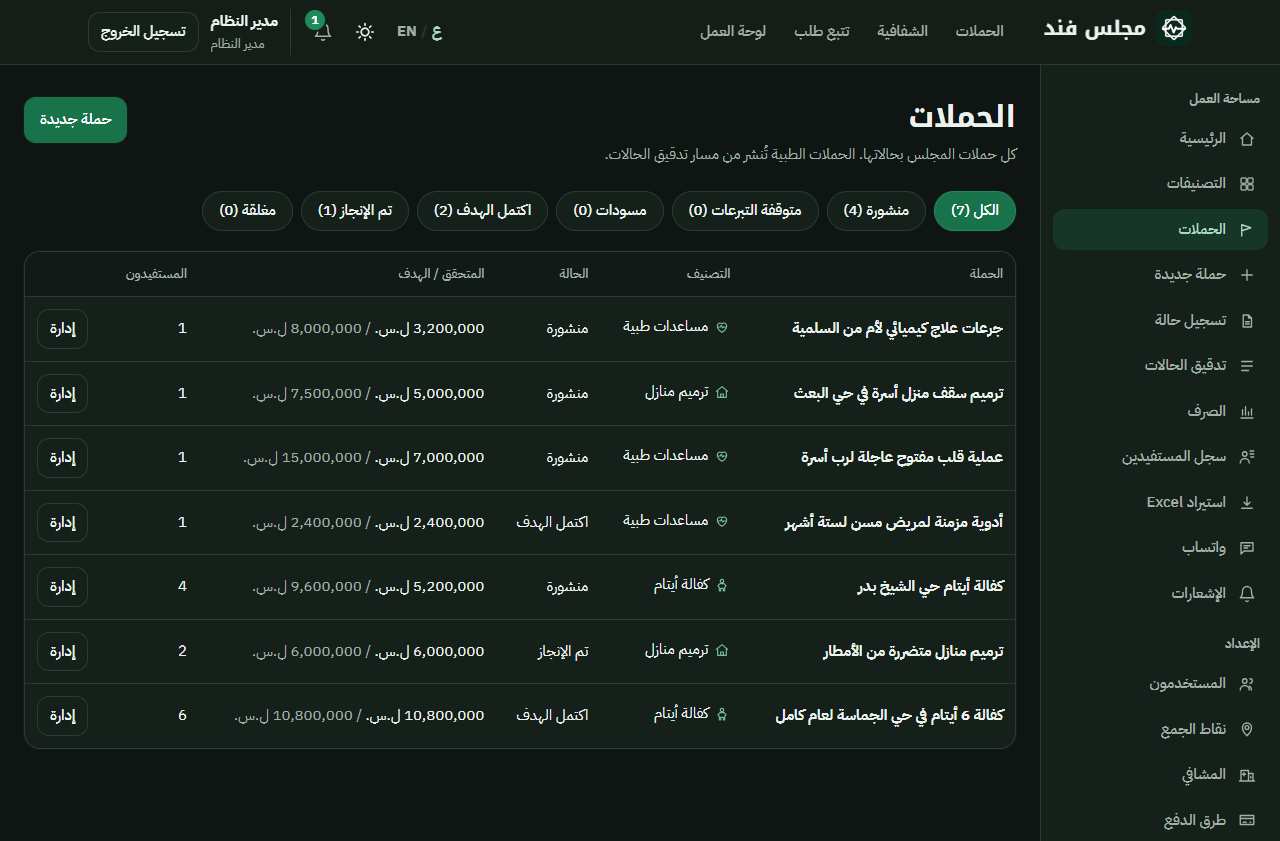 مجلس فند
الحملات
الشفافية
تتبع طلب
لوحة العمل
ع / EN
1
مدير النظام
مدير النظام
تسجيل الخروج
مساحة العمل
الرئيسية
التصنيفات
الحملات
حملة جديدة
تسجيل حالة
تدقيق الحالات
الصرف
سجل المستفيدين
استيراد Excel
واتساب
الإشعارات
الإعداد
المستخدمون
نقاط الجمع
المشافي
طرق الدفع
الحملات
حملة جديدة
كل حملات المجلس بحالاتها. الحملات الطبية تُنشر من مسار تدقيق الحالات.
الكل (7)
منشورة (4)
متوقفة التبرعات (0)
مسودات (0)
اكتمل الهدف (2)
تم الإنجاز (1)
مغلقة (0)
الحملة التصنيف الحالة المتحقق / الهدف المستفيدون
جرعات علاج كيميائي لأم من السلمية مساعدات طبية منشورة 3,200,000 ل.س. / 8,000,000 ل.س. 1 إدارة
ترميم سقف منزل أسرة في حي البعث ترميم منازل منشورة 5,000,000 ل.س. / 7,500,000 ل.س. 1 إدارة
عملية قلب مفتوح عاجلة لرب أسرة مساعدات طبية منشورة 7,000,000 ل.س. / 15,000,000 ل.س. 1 إدارة
أدوية مزمنة لمريض مسن لستة أشهر مساعدات طبية اكتمل الهدف 2,400,000 ل.س. / 2,400,000 ل.س. 1 إدارة
كفالة أيتام حي الشيخ بدر كفالة أيتام منشورة 5,200,000 ل.س. / 9,600,000 ل.س. 4 إدارة
ترميم منازل متضررة من الأمطار ترميم منازل تم الإنجاز 6,000,000 ل.س. / 6,000,000 ل.س. 2 إدارة
كفالة 6 أيتام في حي الجماسة لعام كامل كفالة أيتام اكتمل الهدف 10,800,000 ل.س. / 10,800,000 ل.س. 6 إدارة